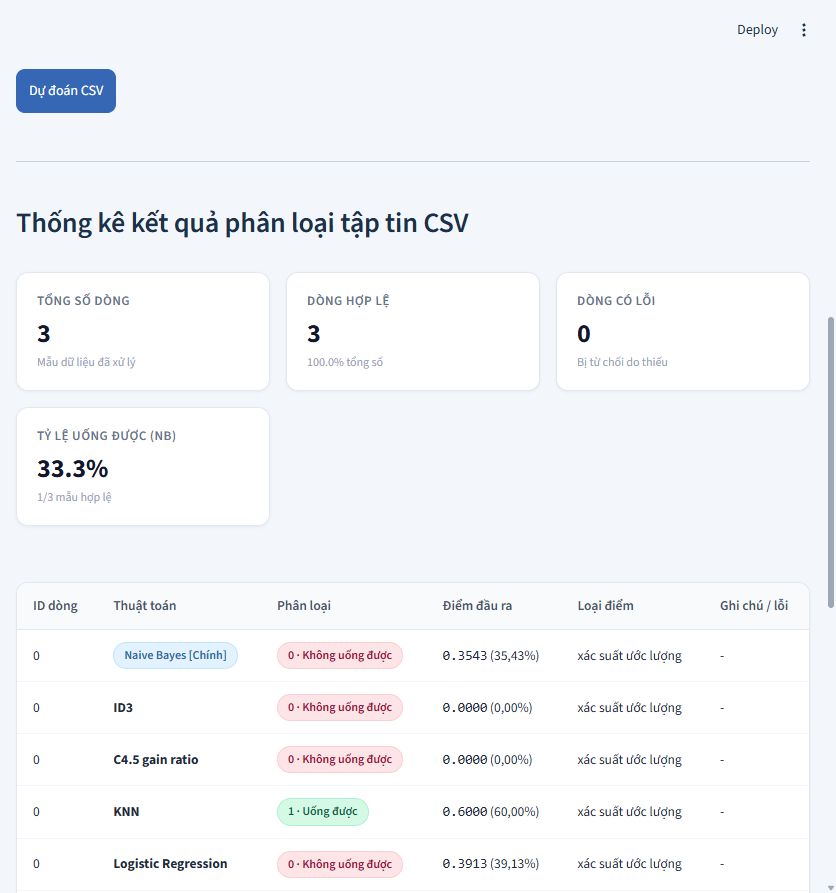 Deploy
Dự đoán CSV
Thống kê kết quả phân loại tập tin CSV
TỔNG SỐ DÒNG
3
Mẫu dữ liệu đã xử lý
DÒNG HỢP LỆ
3
100.0% tổng số
DÒNG CÓ LỖI
0
Bị từ chối do thiếu
TỶ LỆ UỐNG ĐƯỢC (NB)
33.3%
1/3 mẫu hợp lệ
ID dòng Thuật toán Phân loại Điểm đầu ra Loại điểm Ghi chú / lỗi
0 Naive Bayes [Chính] 0 · Không uống được 0.3543 (35,43%) xác suất ước lượng -
0 ID3 0 · Không uống được 0.0000 (0,00%) xác suất ước lượng -
0 C4.5 gain ratio 0 · Không uống được 0.0000 (0,00%) xác suất ước lượng -
0 KNN 1 · Uống được 0.6000 (60,00%) xác suất ước lượng -
0 Logistic Regression 0 · Không uống được 0.3913 (39,13%) xác suất ước lượng -